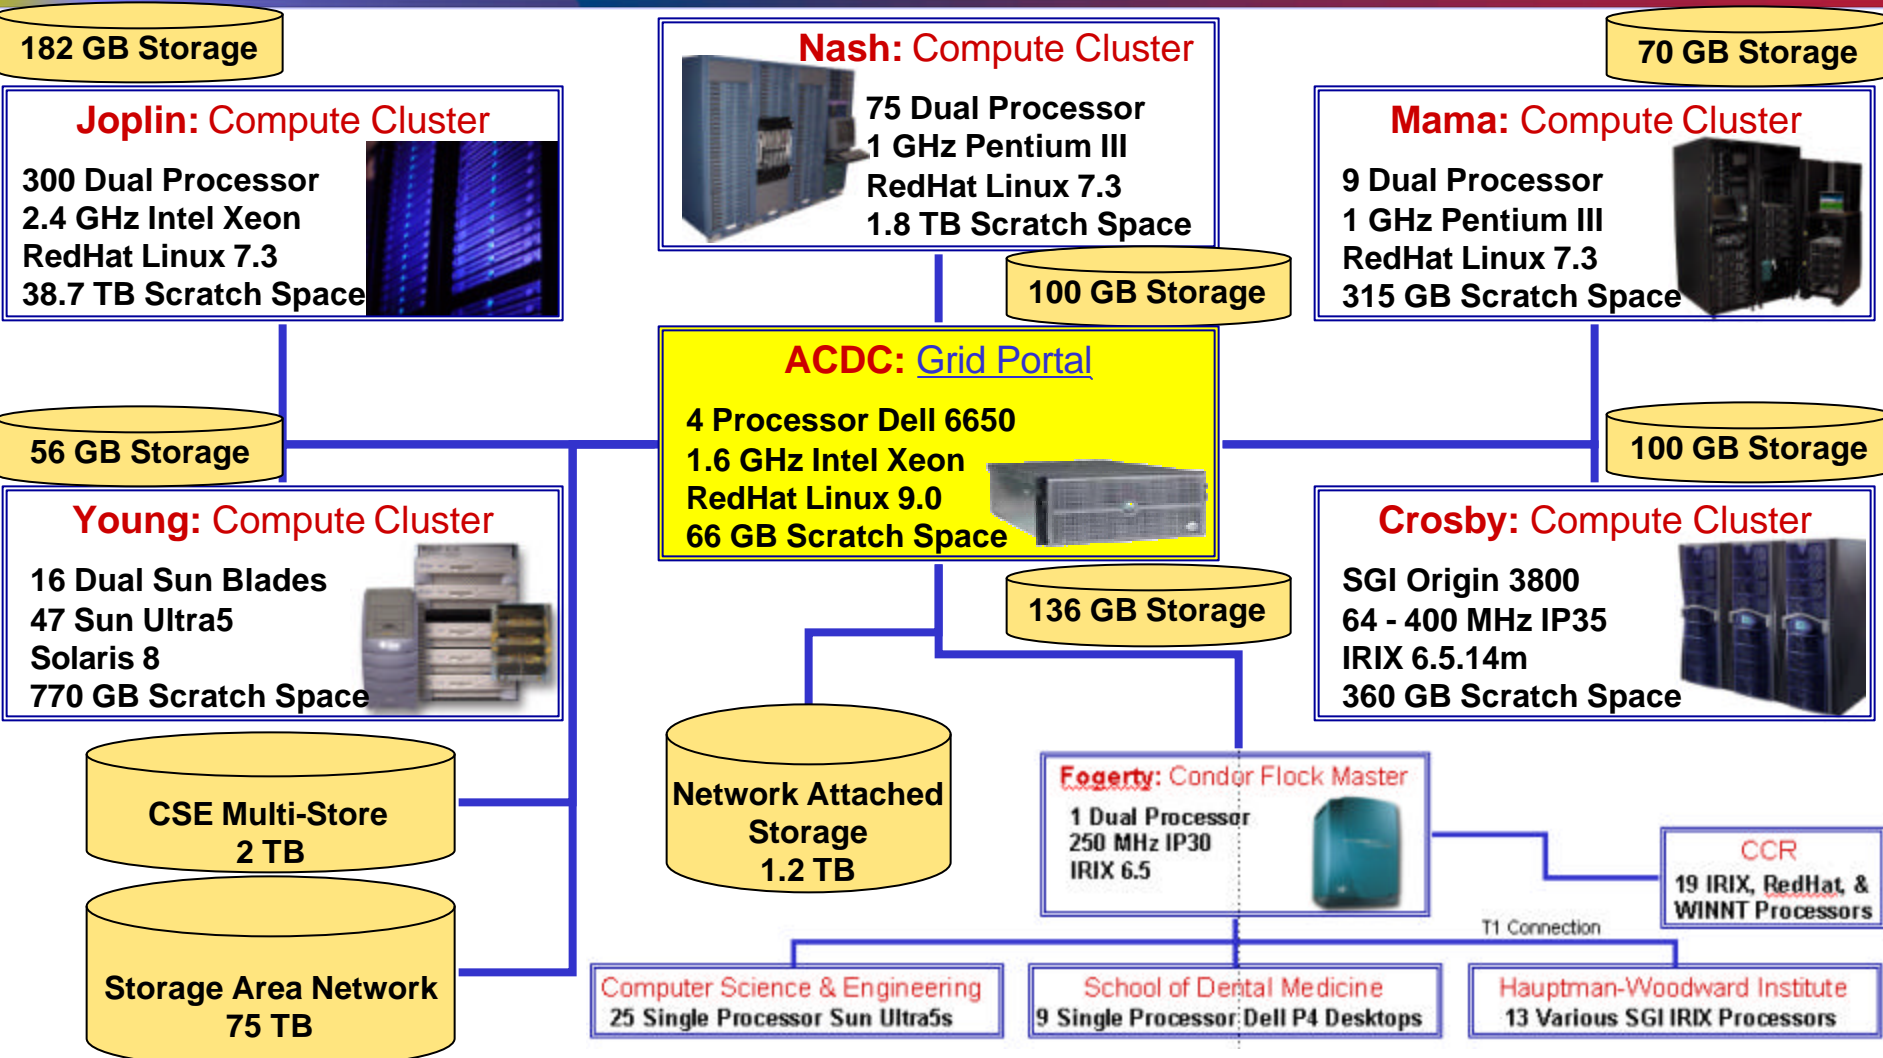 182 GB Storage
Nash: Compute Cluster
75 Dual Processor
1 GHz Pentium III
RedHat Linux 7.3
1.8 TB Scratch Space
70 GB Storage
Joplin: Compute Cluster
300 Dual Processor
2.4 GHz Intel Xeon
RedHat Linux 7.3
38.7 TB Scratch Space
Mama: Compute Cluster
9 Dual Processor
1 GHz Pentium III
RedHat Linux 7.3
315 GB Scratch Space
100 GB Storage
ACDC: Grid Portal
4 Processor Dell 6650
1.6 GHz Intel Xeon
RedHat Linux 9.0
66 GB Scratch Space
56 GB Storage
100 GB Storage
Young: Compute Cluster
16 Dual Sun Blades
47 Sun Ultra5
Solaris 8
770 GB Scratch Space
Crosby: Compute Cluster
SGI Origin 3800
64 - 400 MHz IP35
IRIX 6.5.14m
360 GB Scratch Space
136 GB Storage
CSE Multi-Store
2 TB
Network Attached
Storage
1.2 TB
Storage Area Network
75 TB
Fogerty: Condor Flock Master
1 Dual Processor
250 MHz IP30
IRIX 6.5
CCR
19 IRIX, RedHat, &
WINNT Processors
T1 Connection
Computer Science & Engineering
25 Single Processor Sun Ultra5s
School of Dental Medicine
9 Single Processor Dell P4 Desktops
Hauptman-Woodward Institute
13 Various SGI IRIX Processors